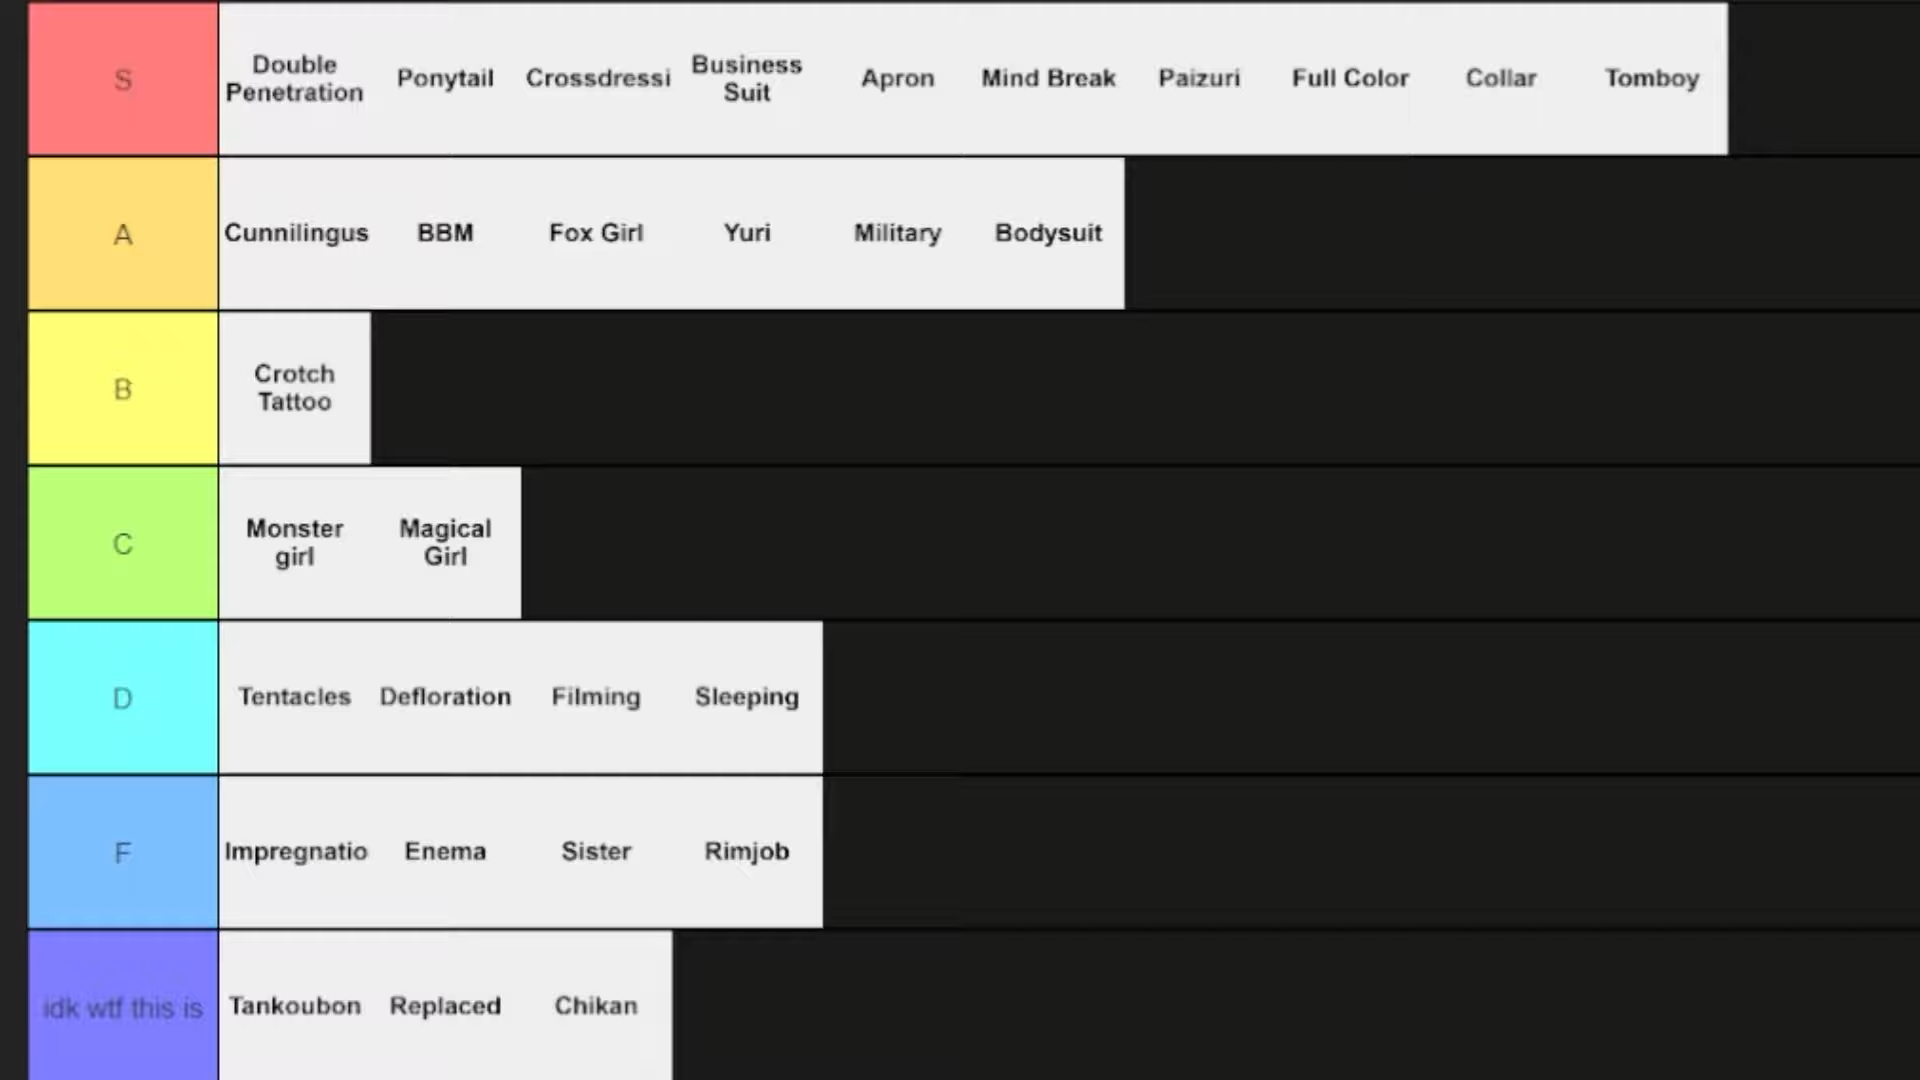 S
Double
Penetration
Ponytail
Crossdressi
Business
Suit
Apron
Mind Break
Paizuri
Full Color
Collar
Tomboy
A
Cunnilingus
BBM
Fox Girl
Yuri
Military
Bodysuit
B
Crotch
Tattoo
C
Monster
girl
Magical
Girl
D
Tentacles
Defloration
Filming
Sleeping
F
Impregnatio
Enema
Sister
Rimjob
idk wtf this is
Tankoubon
Replaced
Chikan